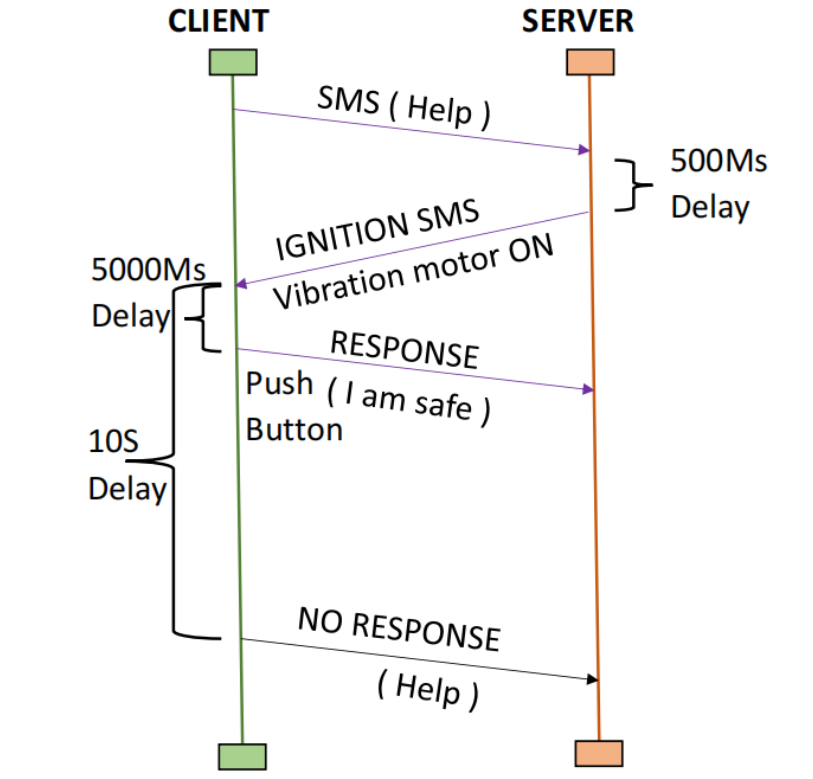 CLIENT
SERVER
SMS ( Help )
500Ms
Delay
IGNITION SMS
Vibration motor ON
5000Ms
Delay
RESPONSE
( I am safe )
Push
Button
10S
Delay
NO RESPONSE
( Help )